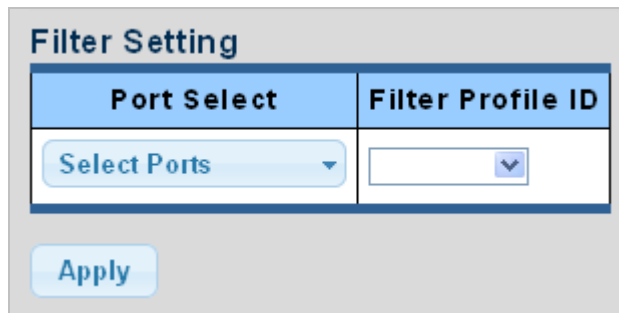 Filter Setting
Port Select Filter Profile ID
Select Ports
Apply